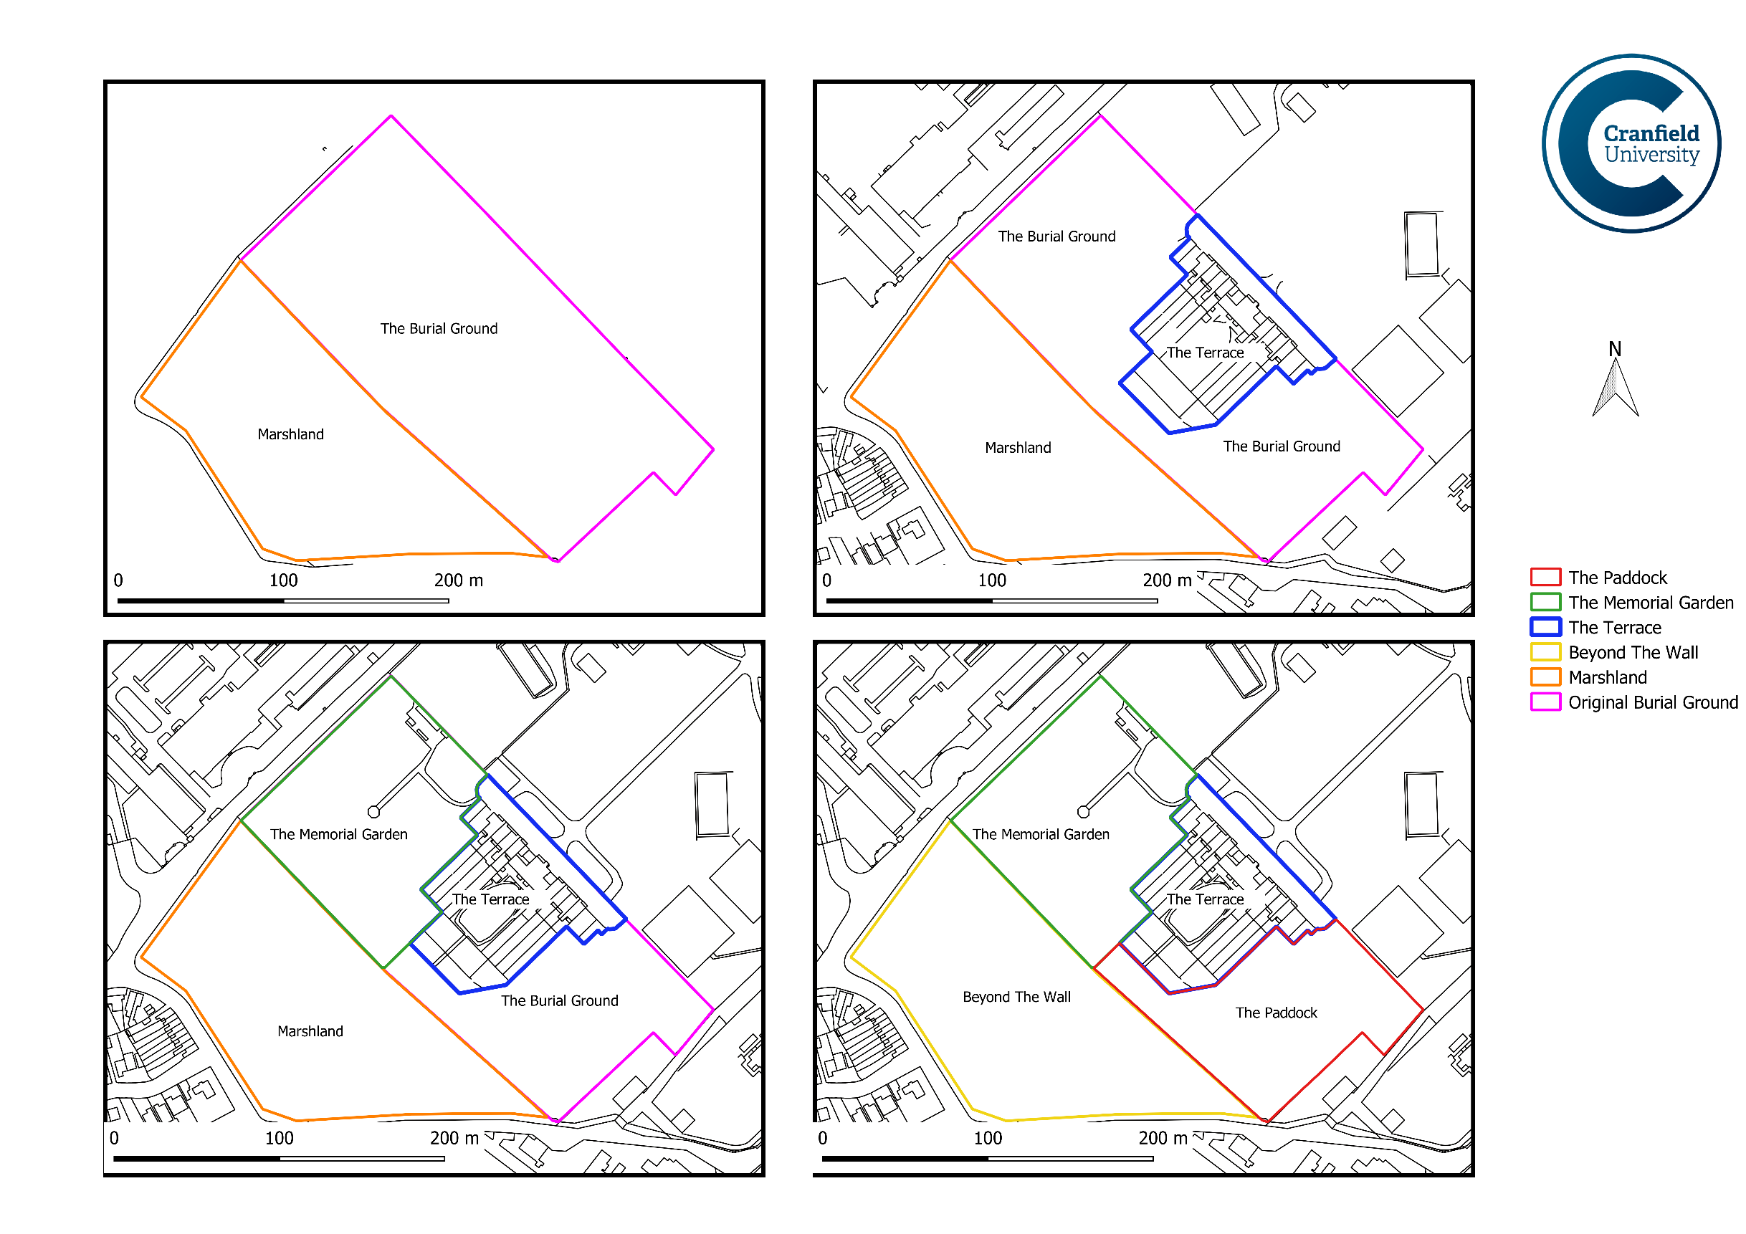 The Burial Ground
Marshland
0 100 200 m
The Burial Ground
The Terrace
Marshland
The Burial Ground
0 100 200 m
The Memorial Garden
The Terrace
The Burial Ground
Marshland
0 100 200 m
The Memorial Garden
The Terrace
Beyond The Wall
The Paddock
0 100 200 m
Cranfield
University
N
The Paddock
The Memorial Garden
The Terrace
Beyond The Wall
Marshland
Original Burial Ground